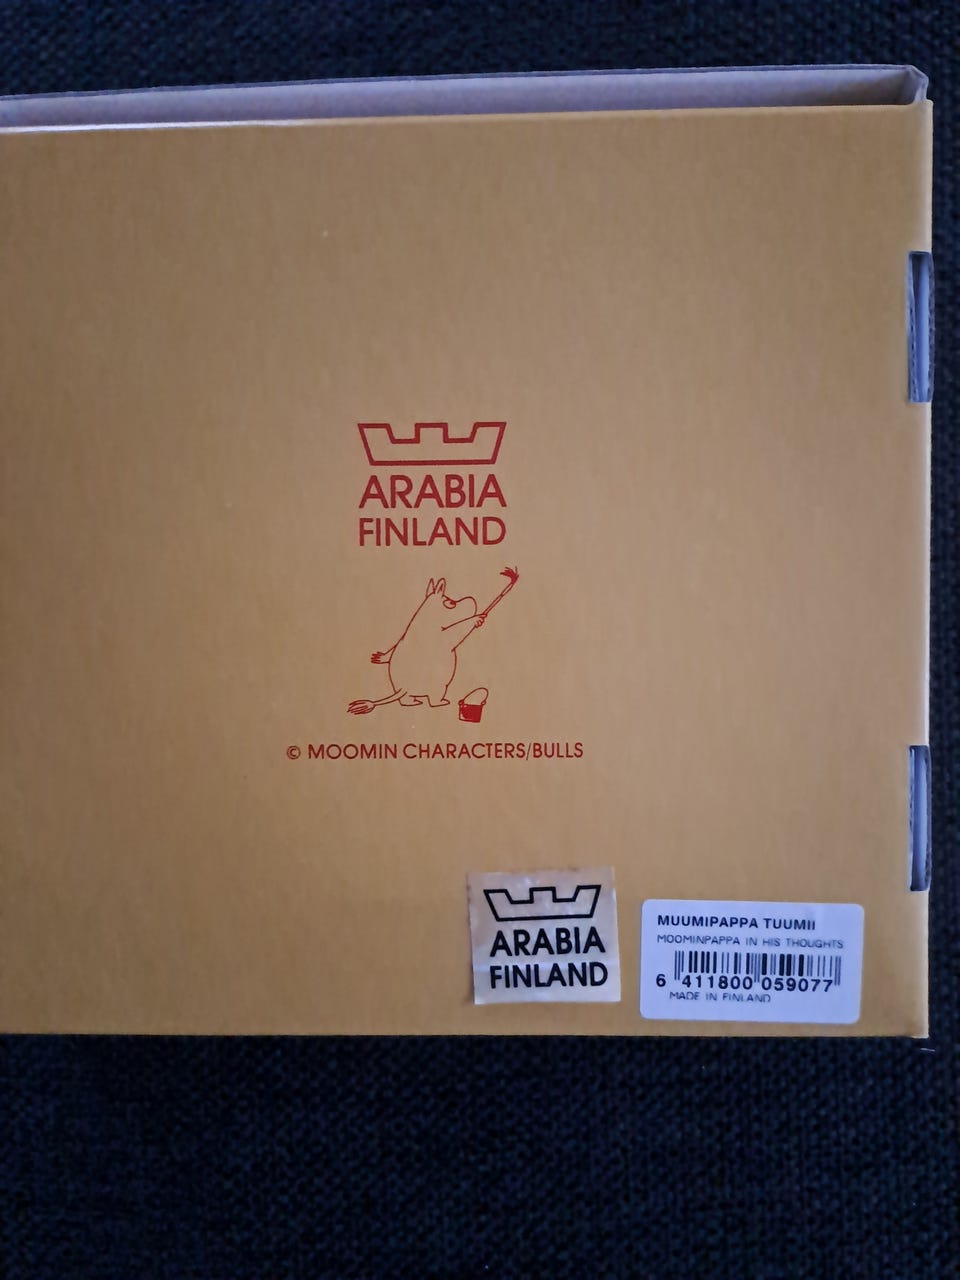 ARABIA
FINLAND
© MOOMIN CHARACTERS/BULLS
ARABIA
FINLAND
MUUMIPAPPA TUUMII
MOOMINPAPPA IN HIS THOUGHTS
6 411800 059077
MADE IN FINLAND